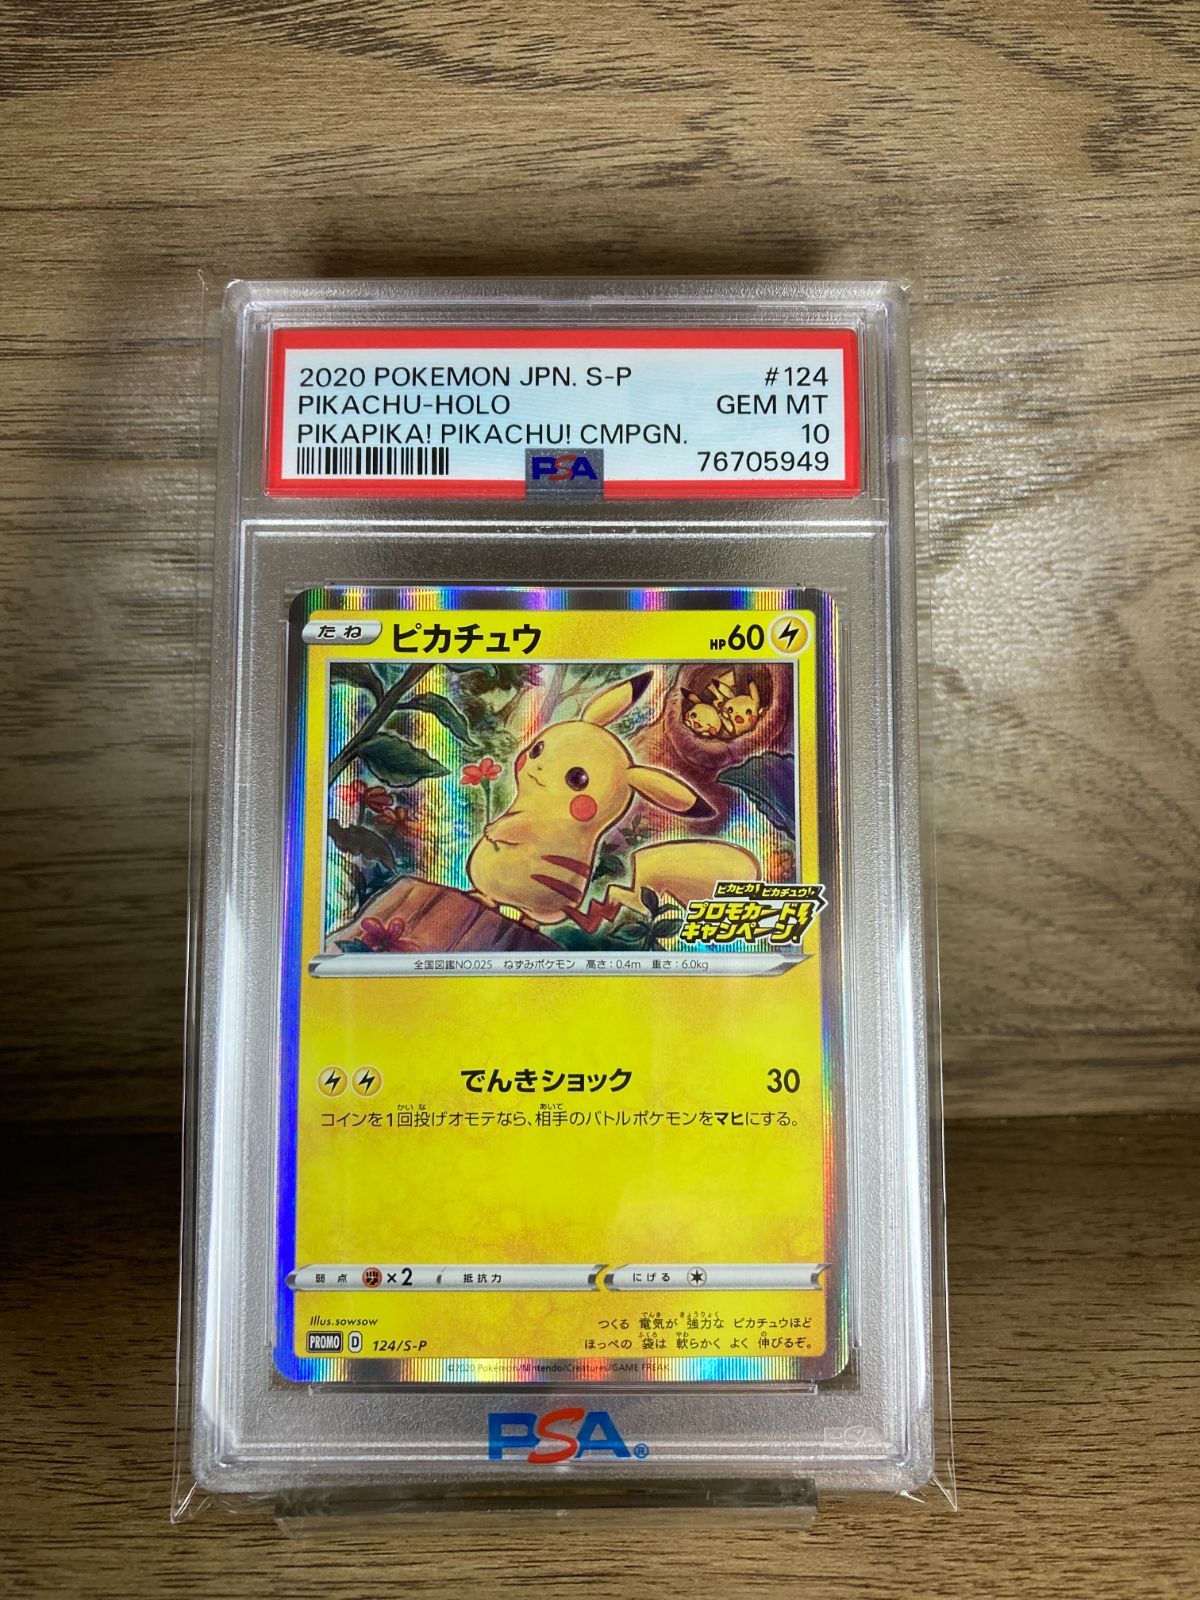 2020 POKEMON JPN. S-P #124
PIKACHU-HOLO GEM MT
PIKAPIKA! PIKACHU! CMPGN. 10
PSA 76705949
たね ピカチュウ HP60
ピカピカ! ピカチュウ!
プロモカード
キャンペーン!
全国図鑑NO.025 ねずみポケモン 高さ:0.4m 重さ:6.0kg
でんきショック 30
コインを1回投げオモテなら、相手のバトルポケモンをマヒにする。
弱点 ×2 抵抗力 にげる
Illus.sowsow
PROMO D 124/S-P
つくる 電気が 強力な ピカチュウほど
ほっぺの 袋は 軟らかく よく 伸びるぞ。
©2020 Pokémon/Nintendo/Creatures/GAME FREAK.
PSA®
PSA